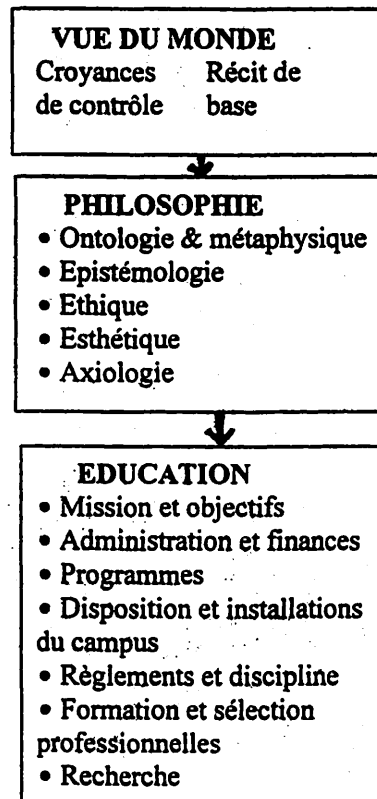 VUE DU MONDE
Croyances Récit de
de contrôle base
PHILOSOPHIE
• Ontologie & métaphysique
• Epistémologie
• Ethique
• Esthétique
• Axiologie
EDUCATION
• Mission et objectifs
• Administration et finances
• Programmes
• Disposition et installations
du campus
• Règlements et discipline
• Formation et sélection
professionnelles
• Recherche